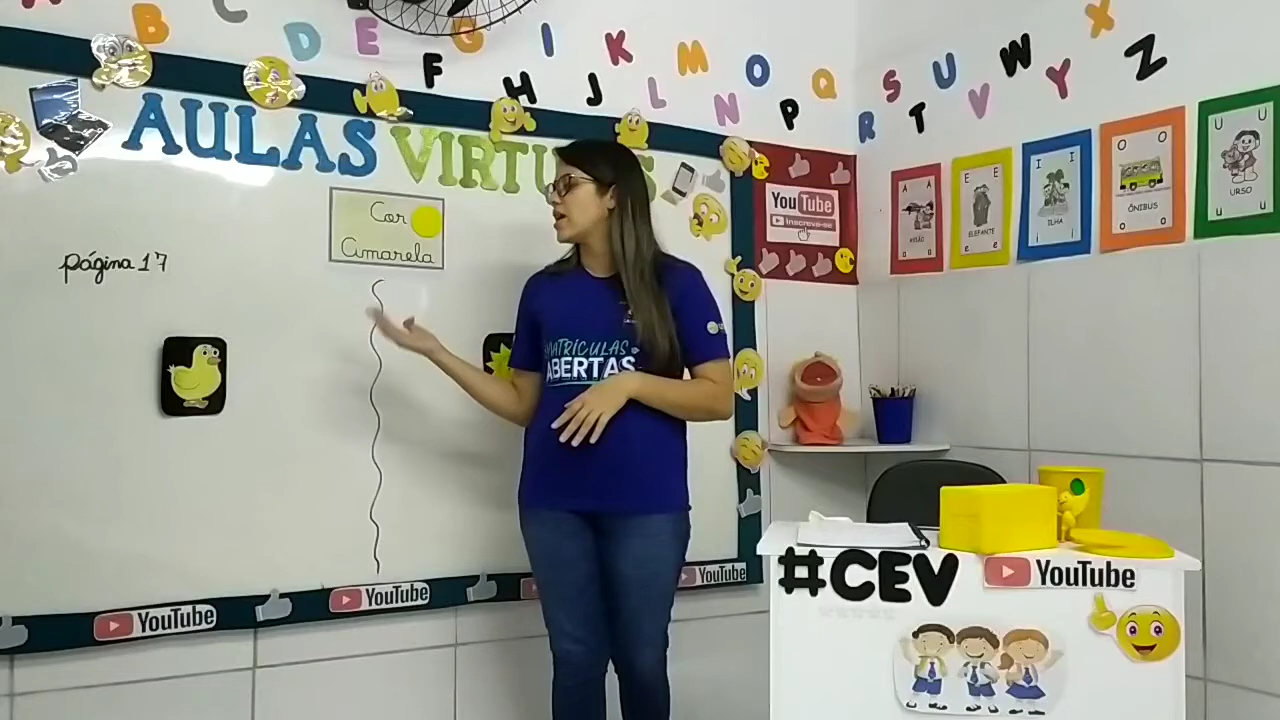 B C D E F G H I J K L M N O P Q R S T U V W X Y Z
AULAS VIRTU S
Cor
Amarela
página 17
MATRÍCULAS
ABERTAS
YouTube
Inscreva-se
A A
AVIÃO
a
E E
ELEFANTE
e e
I I
ILHA
O O
ÔNIBUS
o o
U U
URSO
u u
#CEV
YouTube
YouTube
YouTube
YouTube